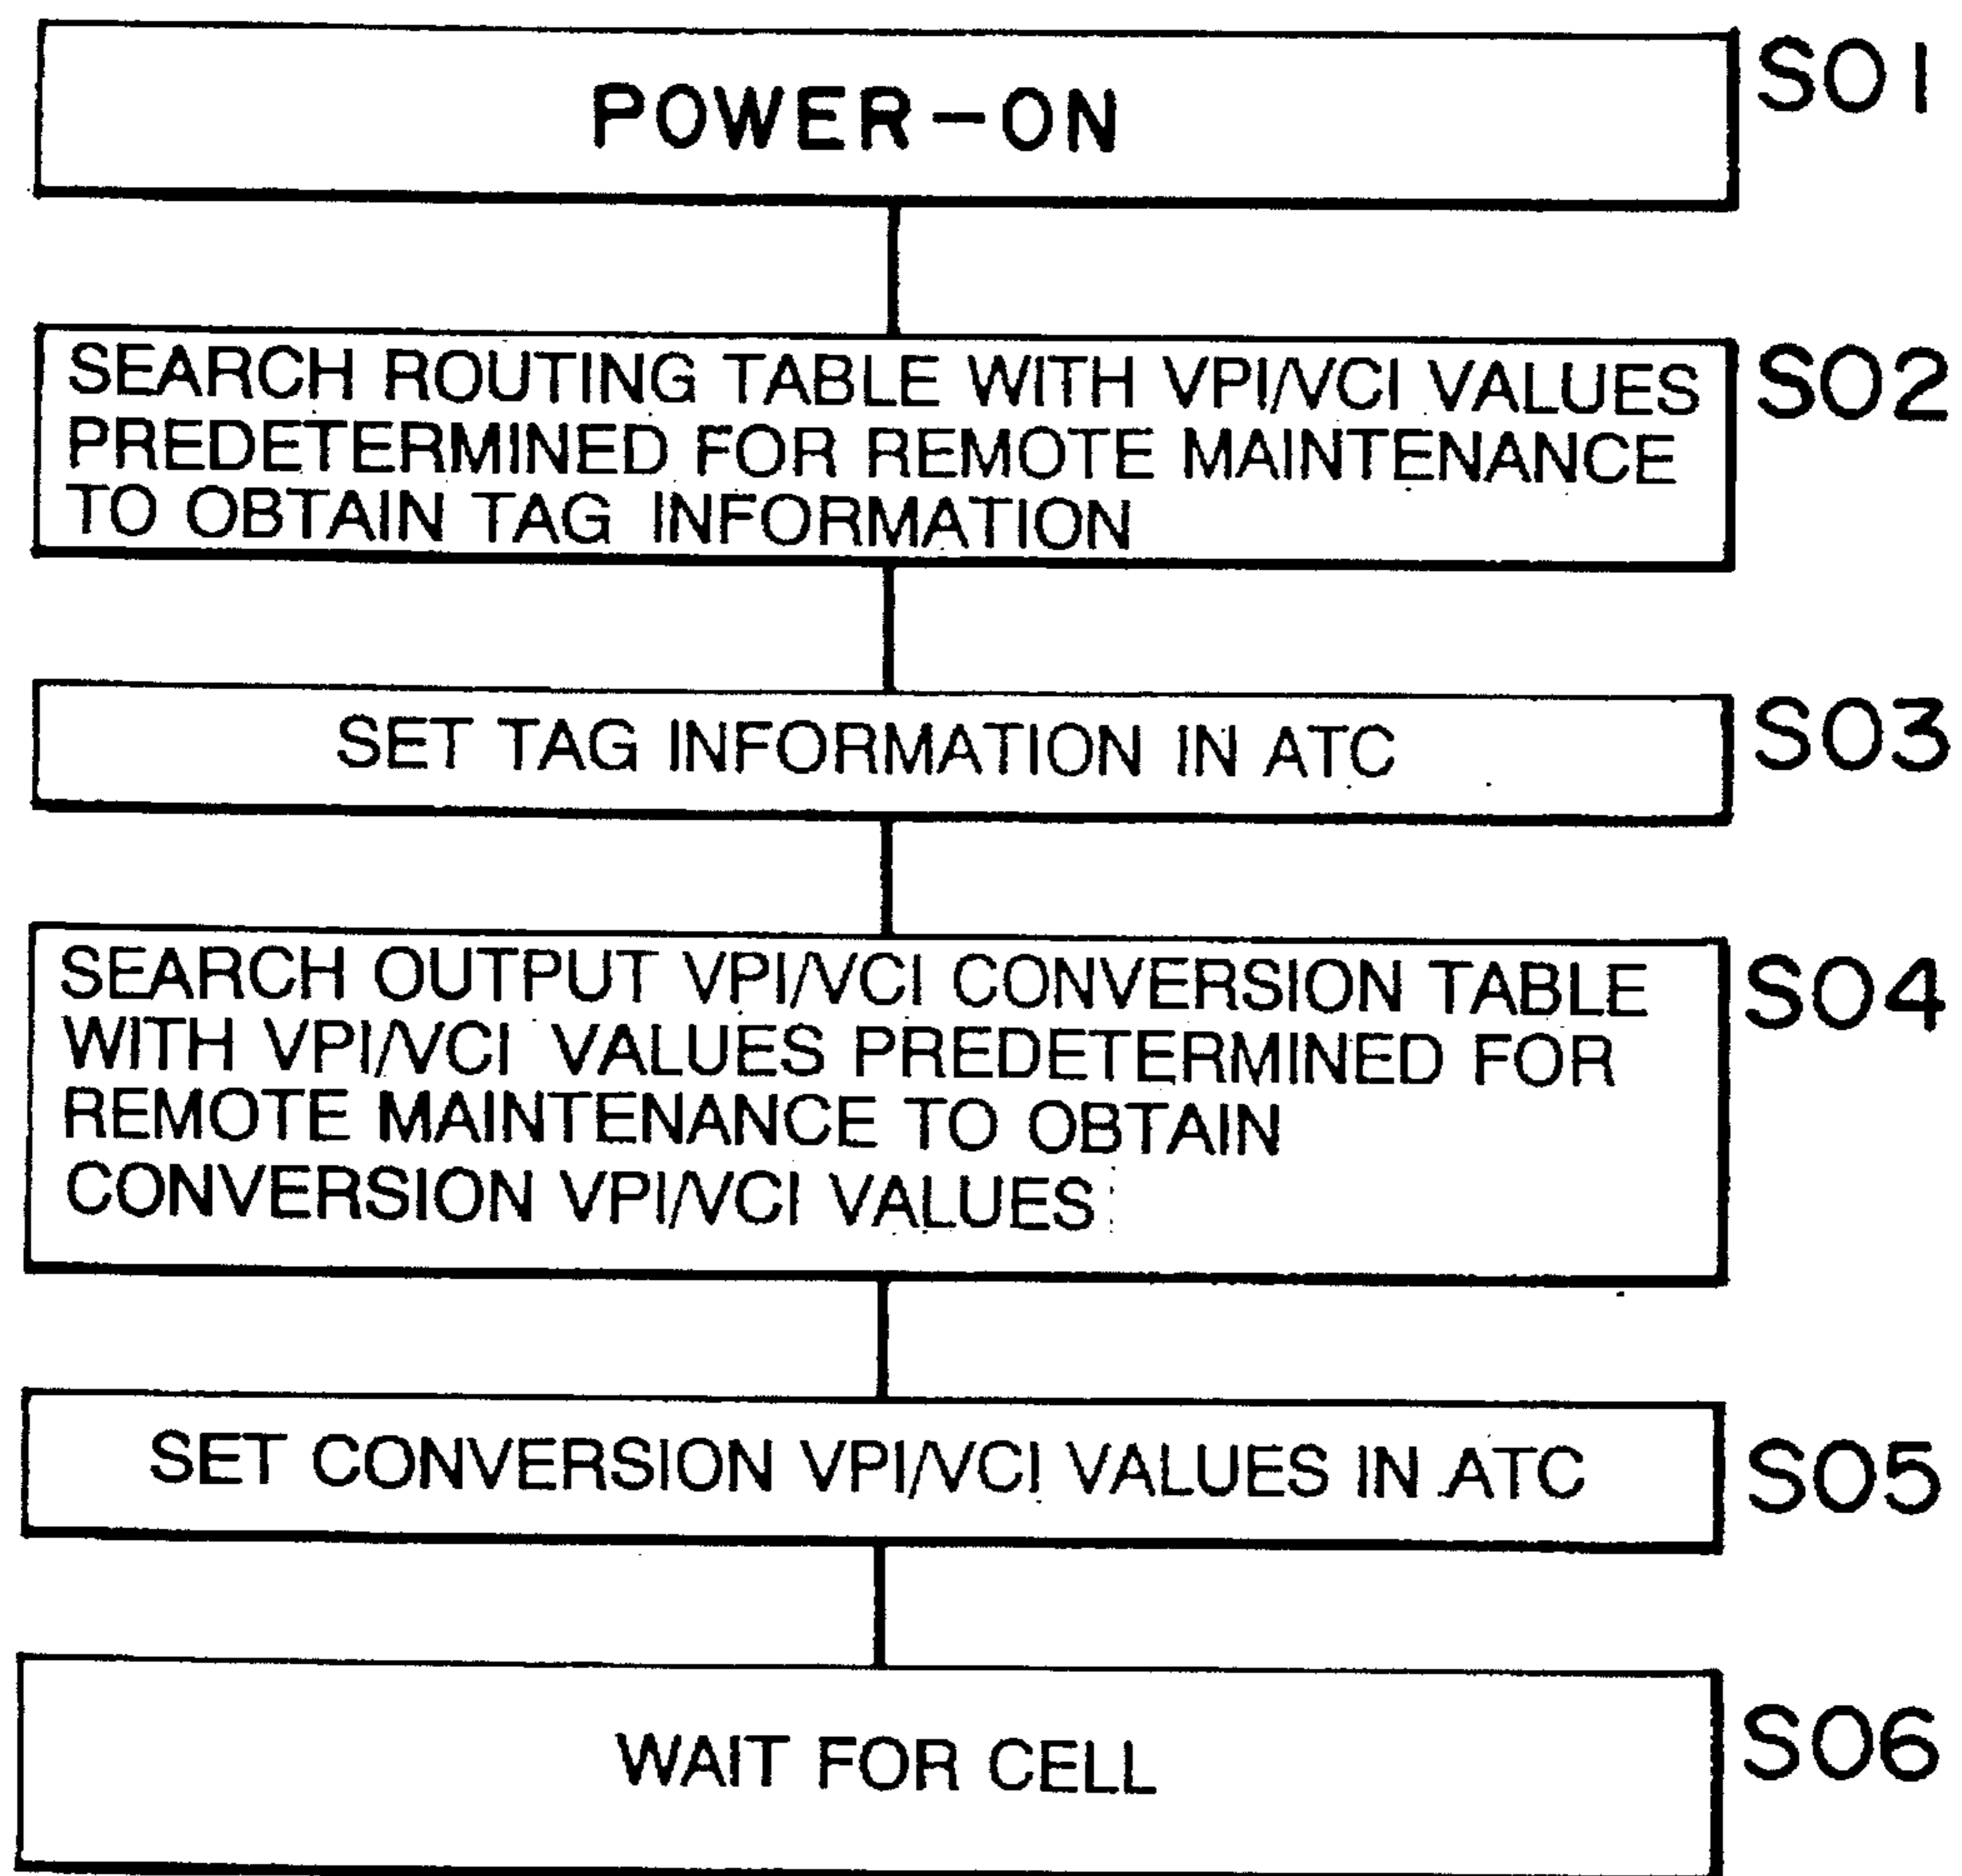 POWER-ON
S01
SEARCH ROUTING TABLE WITH VPI/VCI VALUES
PREDETERMINED FOR REMOTE MAINTENANCE
TO OBTAIN TAG INFORMATION
S02
SET TAG INFORMATION IN ATC
S03
SEARCH OUTPUT VPI/VCI CONVERSION TABLE
WITH VPI/VCI VALUES PREDETERMINED FOR
REMOTE MAINTENANCE TO OBTAIN
CONVERSION VPI/VCI VALUES
S04
SET CONVERSION VPI/VCI VALUES IN ATC
S05
WAIT FOR CELL
S06